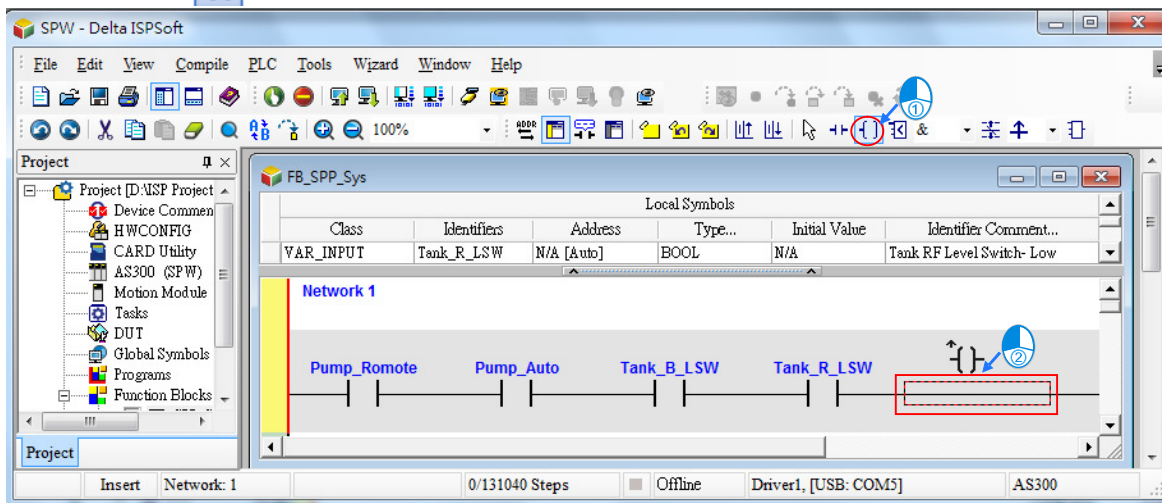 SPW - Delta ISPSoft
File Edit View Compile PLC Tools Wizard Window Help
①
100%
ADDR
&
Project
Project [D:\ISP Project
Device Commen
HWCONFIG
CARD Utility
AS300 (SPW)
Motion Module
Tasks
DUT
Global Symbols
Programs
Function Blocks
Project
FB_SPP_Sys
Local Symbols
Class Identifiers Address Type... Initial Value Identifier Comment...
VAR_INPUT Tank_R_LSW N/A [Auto] BOOL N/A Tank RF Level Switch- Low
Network 1
②
Pump_Romote Pump_Auto Tank_B_LSW Tank_R_LSW
Insert Network: 1 0/131040 Steps Offline Driver1, [USB: COM5] AS300